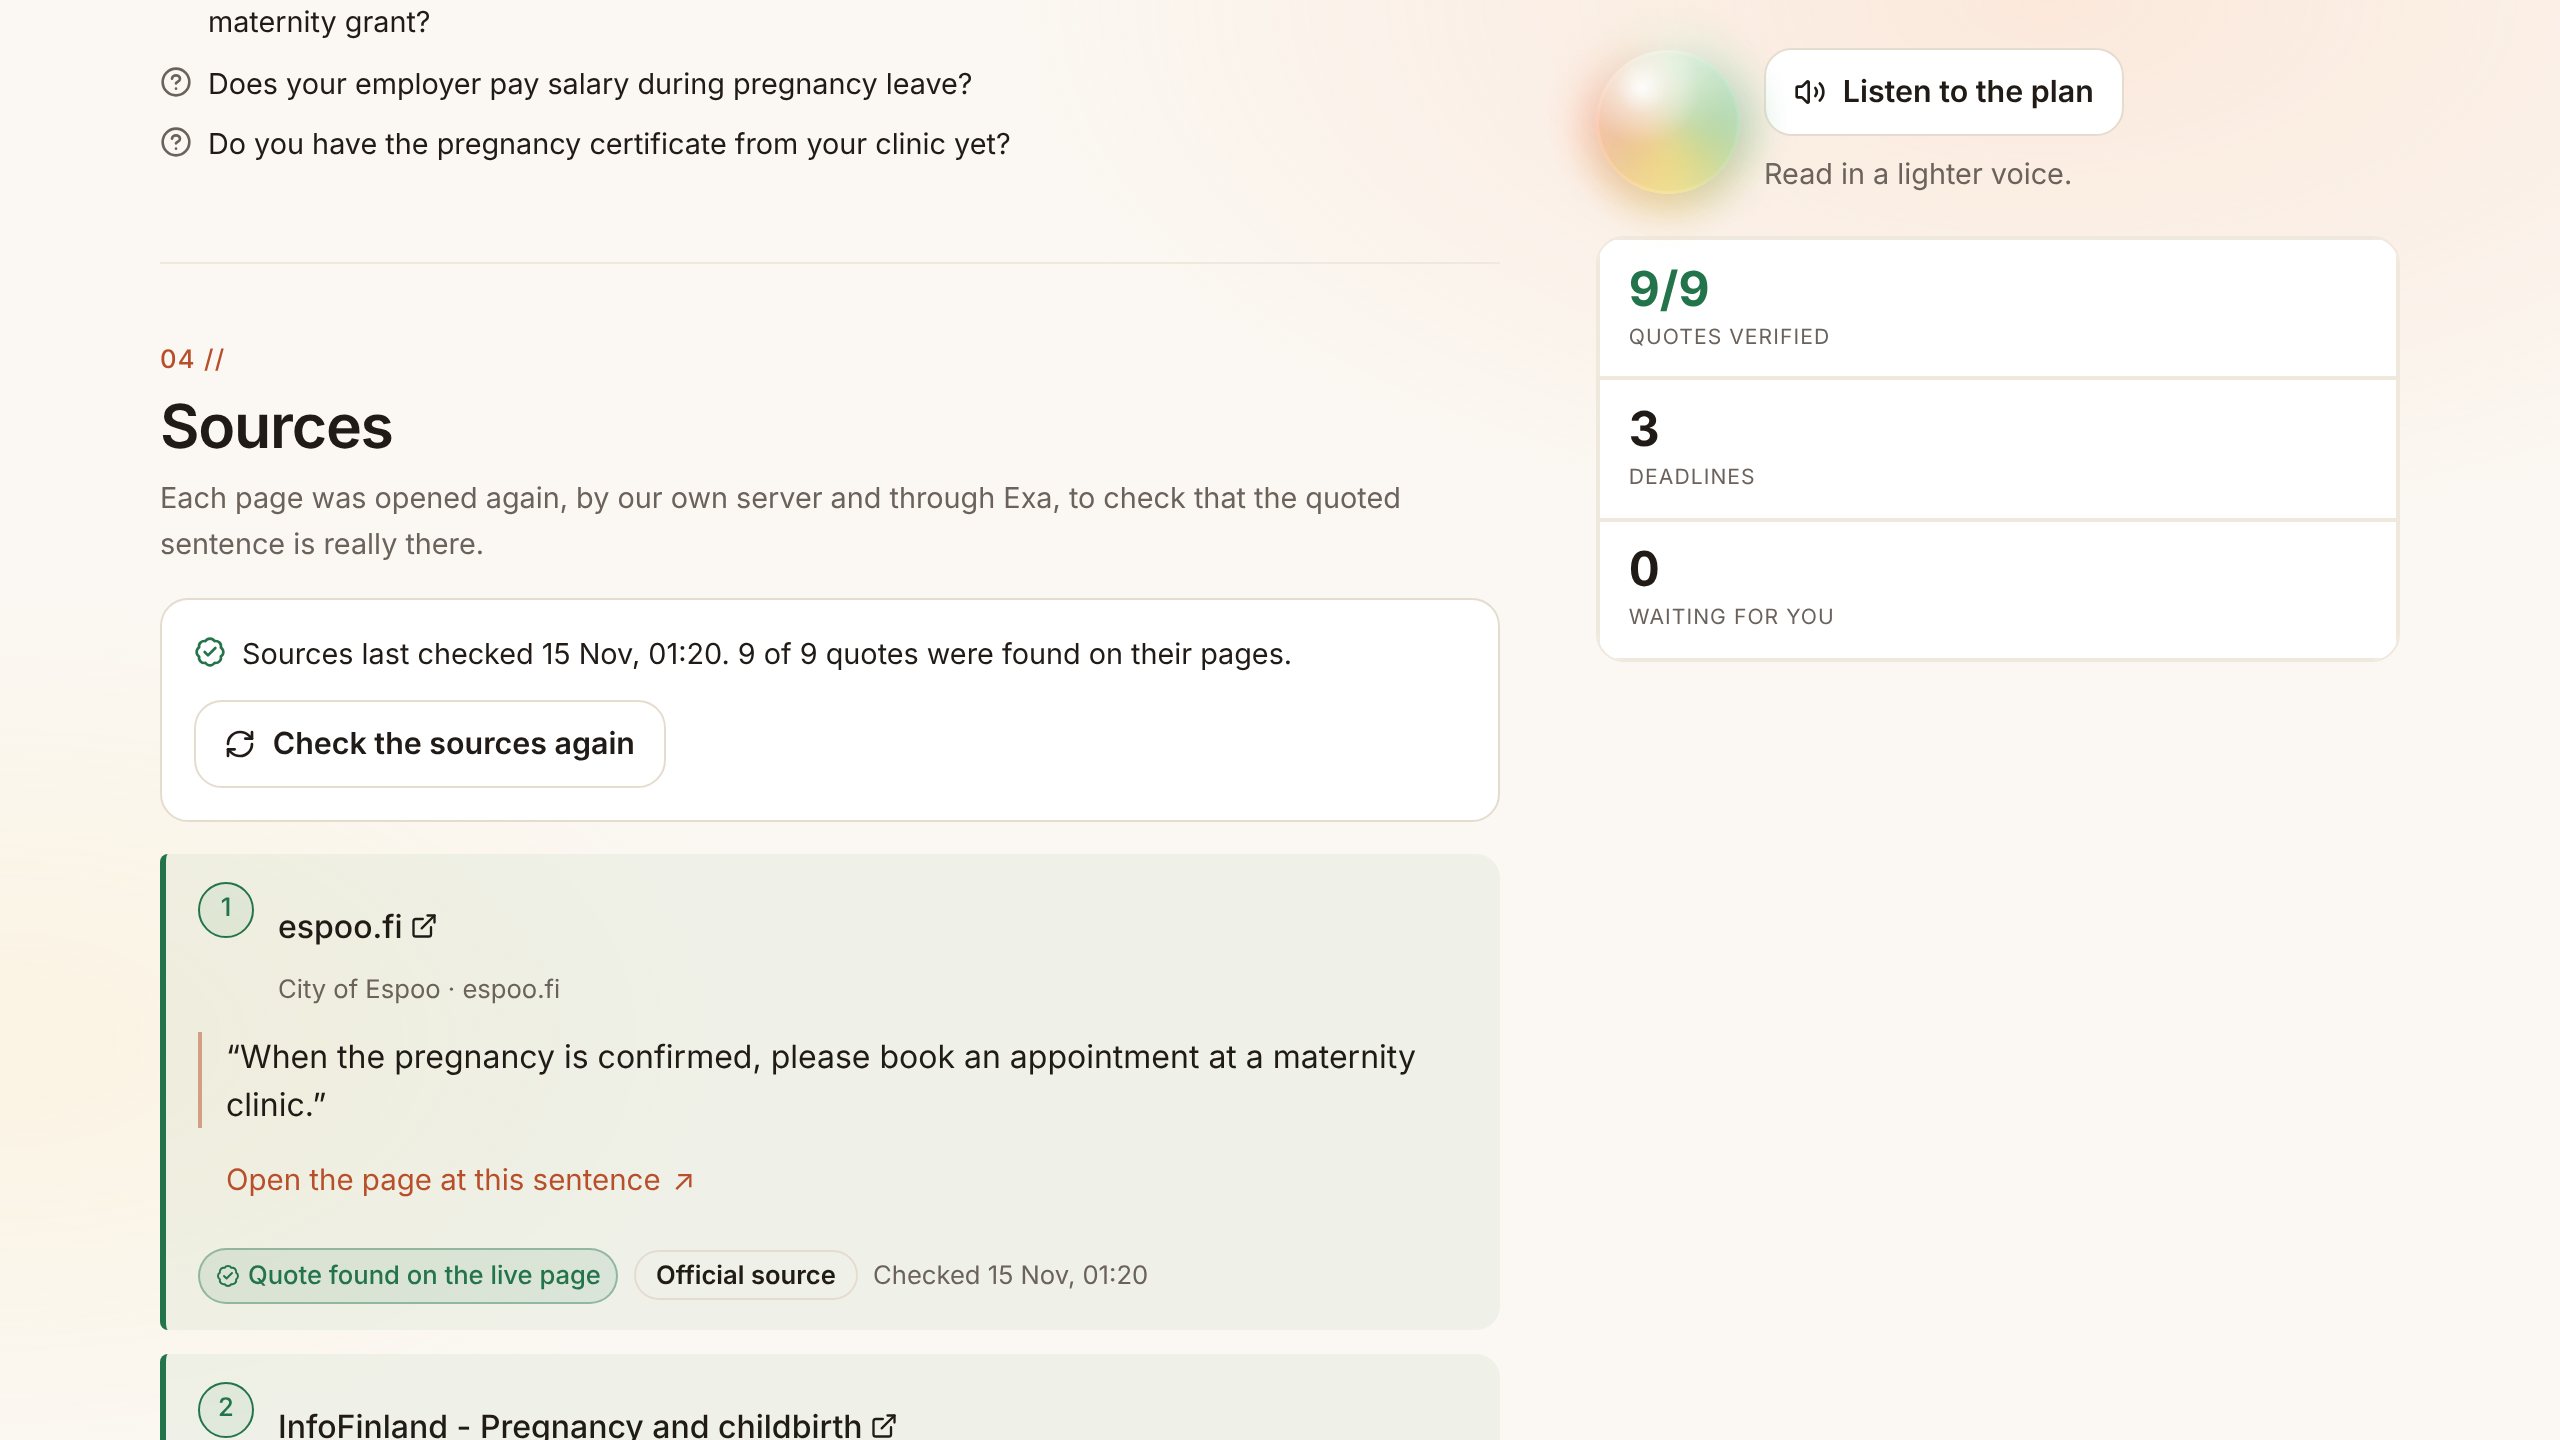 maternity grant?
Does your employer pay salary during pregnancy leave?
Do you have the pregnancy certificate from your clinic yet?
04 //
Sources
Each page was opened again, by our own server and through Exa, to check that the quoted
sentence is really there.
Sources last checked 15 Nov, 01:20. 9 of 9 quotes were found on their pages.
Check the sources again
1
espoo.fi
City of Espoo · espoo.fi
“When the pregnancy is confirmed, please book an appointment at a maternity
clinic.”
Open the page at this sentence ↗
Quote found on the live page
Official source
Checked 15 Nov, 01:20
2
InfoFinland - Pregnancy and childbirth
Listen to the plan
Read in a lighter voice.
9/9
QUOTES VERIFIED
3
DEADLINES
0
WAITING FOR YOU